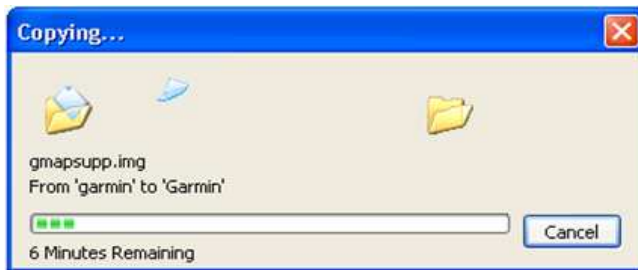 Copying...
gmapsupp.img
From 'garmin' to 'Garmin'
Cancel
6 Minutes Remaining